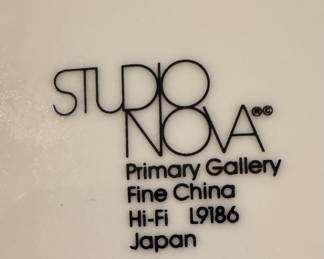 STUDIO
NOVA®©
Primary Gallery
Fine China
Hi-Fi L9186
Japan